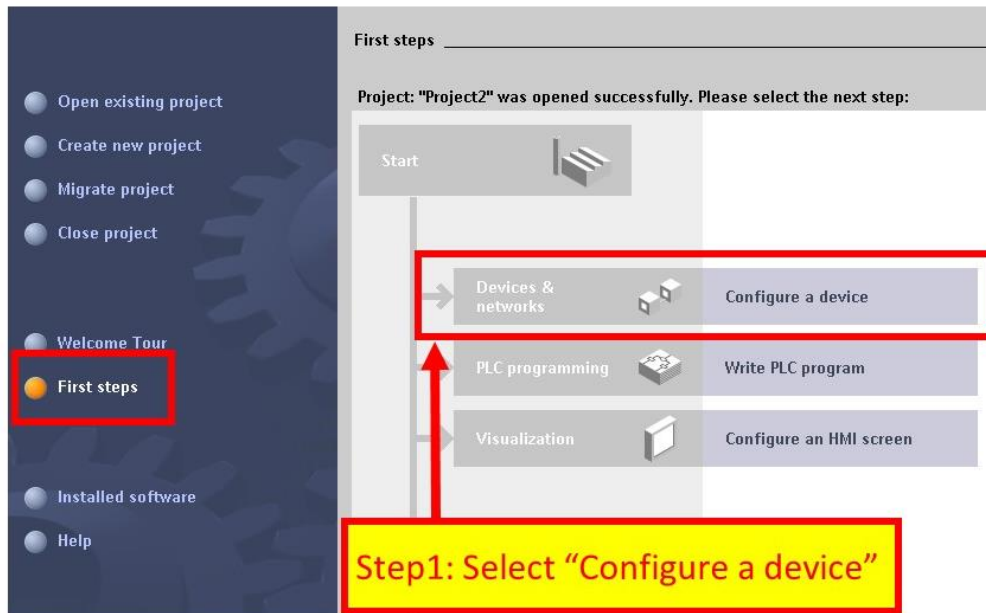 First steps
Open existing project
Create new project
Migrate project
Close project
Welcome Tour
First steps
Installed software
Help
Project: "Project2" was opened successfully. Please select the next step:
Start
Devices &
networks
Configure a device
PLC programming
Write PLC program
Visualization
Configure an HMI screen
Step1: Select “Configure a device”